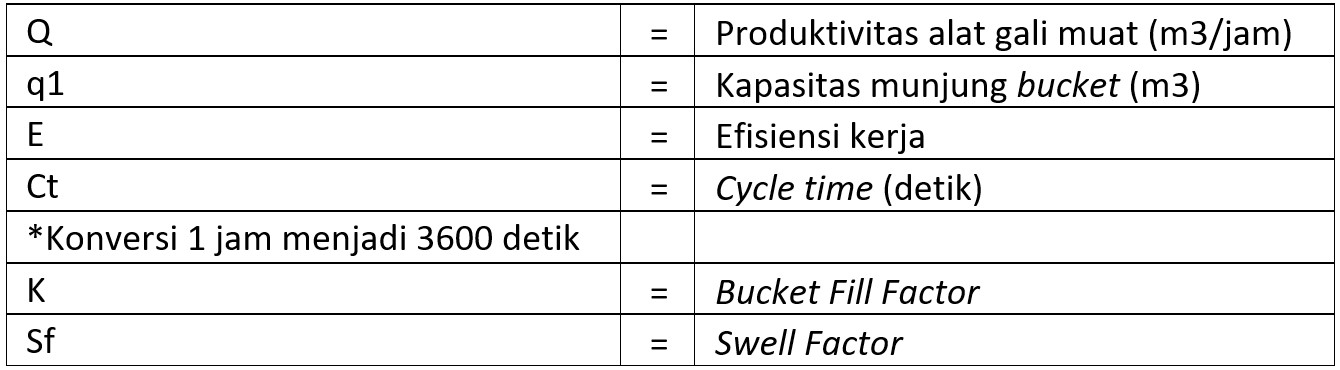 Q = Produktivitas alat gali muat (m3/jam)
q1 = Kapasitas munjung bucket (m3)
E = Efisiensi kerja
Ct = Cycle time (detik)
*Konversi 1 jam menjadi 3600 detik
K = Bucket Fill Factor
Sf = Swell Factor